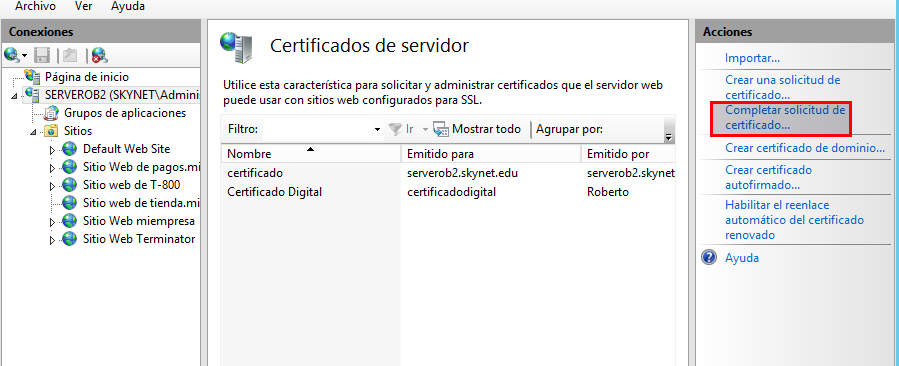 Archivo Ver Ayuda
Conexiones
Página de inicio
SERVEROB2 (SKYNET\Admini
Grupos de aplicaciones
Sitios
Default Web Site
Sitio Web de pagos.mi
Sitio web de T-800
Sitio web de tienda.mi
Sitio Web miempresa
Sitio Web Terminator
Certificados de servidor
Utilice esta característica para solicitar y administrar certificados que el servidor web
puede usar con sitios web configurados para SSL.
Filtro: Ir Mostrar todo Agrupar por:
Nombre Emitido para Emitido por
certificado serverob2.skynet.edu serverob2.skynet
Certificado Digital certificadodigital Roberto
Acciones
Importar...
Crear una solicitud de
certificado...
Completar solicitud de
certificado...
Crear certificado de dominio...
Crear certificado
autofirmado...
Habilitar el reenlace
automático del certificado
renovado
Ayuda